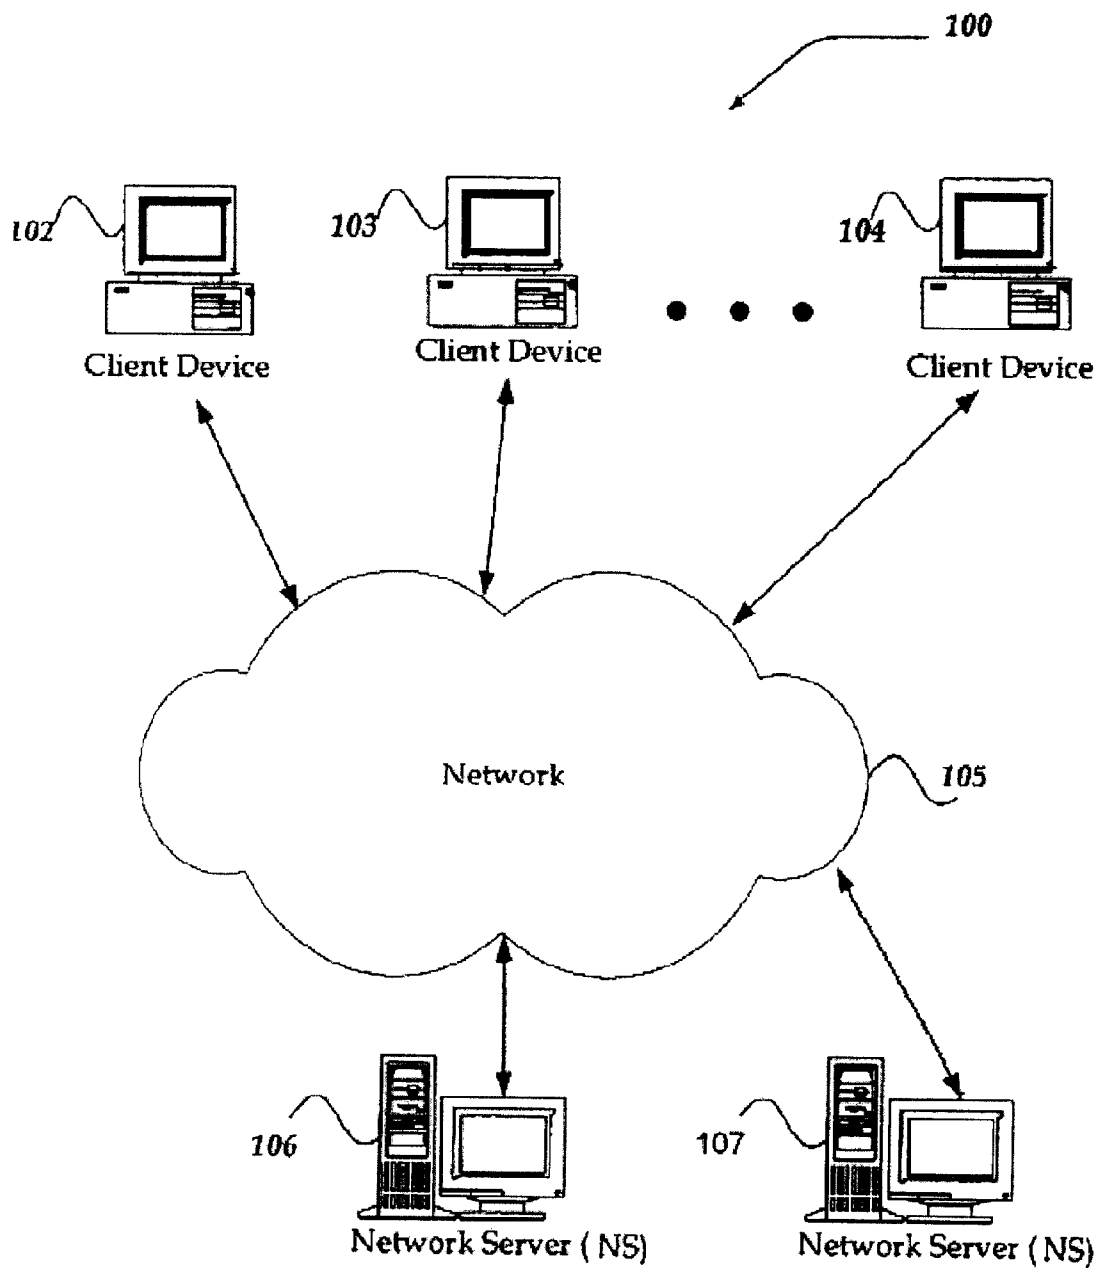 100
102
103
104
Client Device
Client Device
Client Device
Network
105
106
107
Network Server ( NS)
Network Server ( NS)